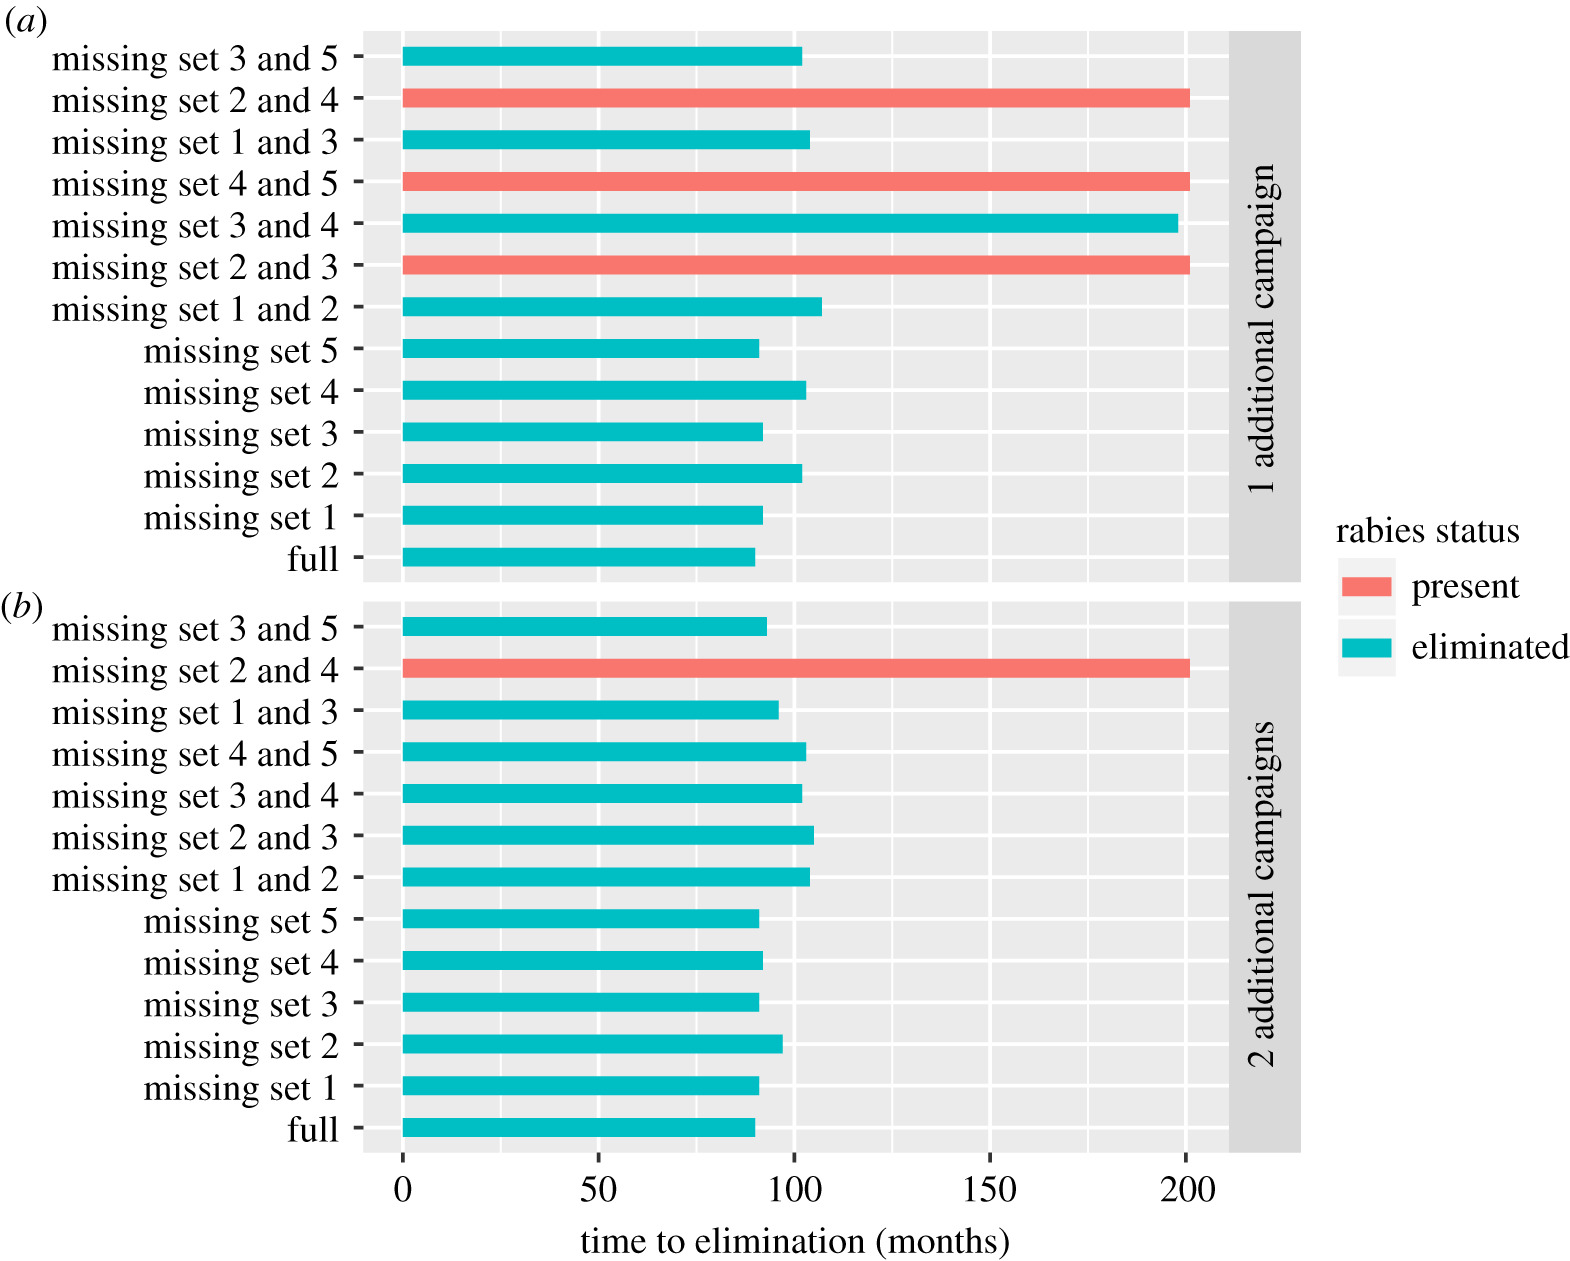 (a)
missing set 3 and 5
missing set 2 and 4
missing set 1 and 3
missing set 4 and 5
missing set 3 and 4
missing set 2 and 3
missing set 1 and 2
missing set 5
missing set 4
missing set 3
missing set 2
missing set 1
full
1 additional campaign
(b)
missing set 3 and 5
missing set 2 and 4
missing set 1 and 3
missing set 4 and 5
missing set 3 and 4
missing set 2 and 3
missing set 1 and 2
missing set 5
missing set 4
missing set 3
missing set 2
missing set 1
full
2 additional campaigns
0 50 100 150 200
time to elimination (months)
rabies status
present
eliminated